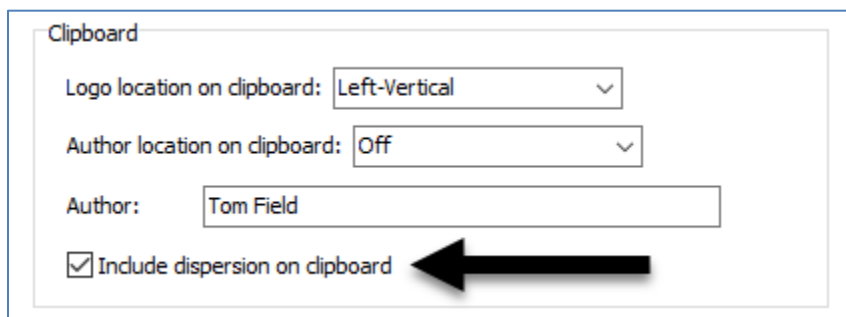 Clipboard
Logo location on clipboard: Left-Vertical
Author location on clipboard: Off
Author: Tom Field
Include dispersion on clipboard